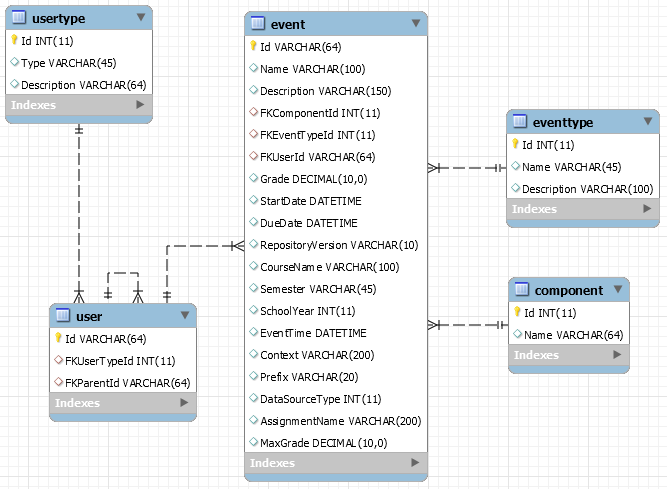 usertype
Id INT(11)
Type VARCHAR(45)
Description VARCHAR(64)
Indexes
event
Id VARCHAR(64)
Name VARCHAR(100)
Description VARCHAR(150)
FKComponentId INT(11)
FKEventTypeId INT(11)
FKUserId VARCHAR(64)
Grade DECIMAL(10,0)
StartDate DATETIME
DueDate DATETIME
RepositoryVersion VARCHAR(10)
CourseName VARCHAR(100)
Semester VARCHAR(45)
SchoolYear INT(11)
EventTime DATETIME
Context VARCHAR(200)
Prefix VARCHAR(20)
DataSourceType INT(11)
AssignmentName VARCHAR(200)
MaxGrade DECIMAL(10,0)
Indexes
eventtype
Id INT(11)
Name VARCHAR(45)
Description VARCHAR(100)
Indexes
user
Id VARCHAR(64)
FKUserTypeId INT(11)
FKParentId VARCHAR(64)
Indexes
component
Id INT(11)
Name VARCHAR(64)
Indexes